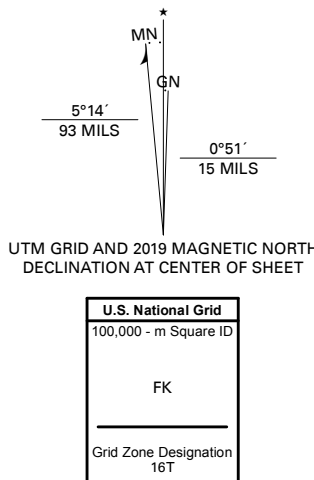 MN
GN
5°14´
93 MILS
0°51´
15 MILS
UTM GRID AND 2019 MAGNETIC NORTH
DECLINATION AT CENTER OF SHEET
U.S. National Grid
100,000 - m Square ID
FK
Grid Zone Designation
16T